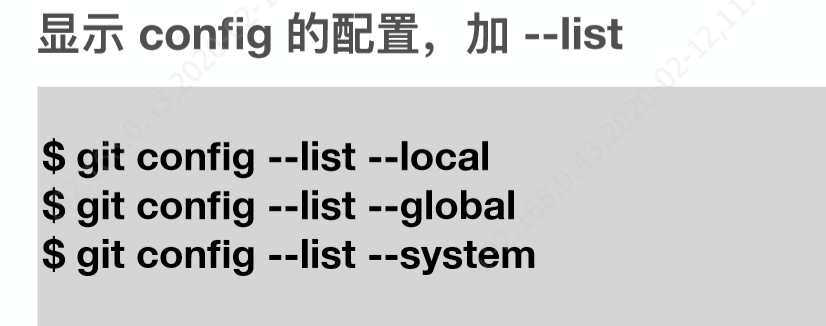 显示 config 的配置，加 --list
$ git config --list --local
$ git config --list --global
$ git config --list --system